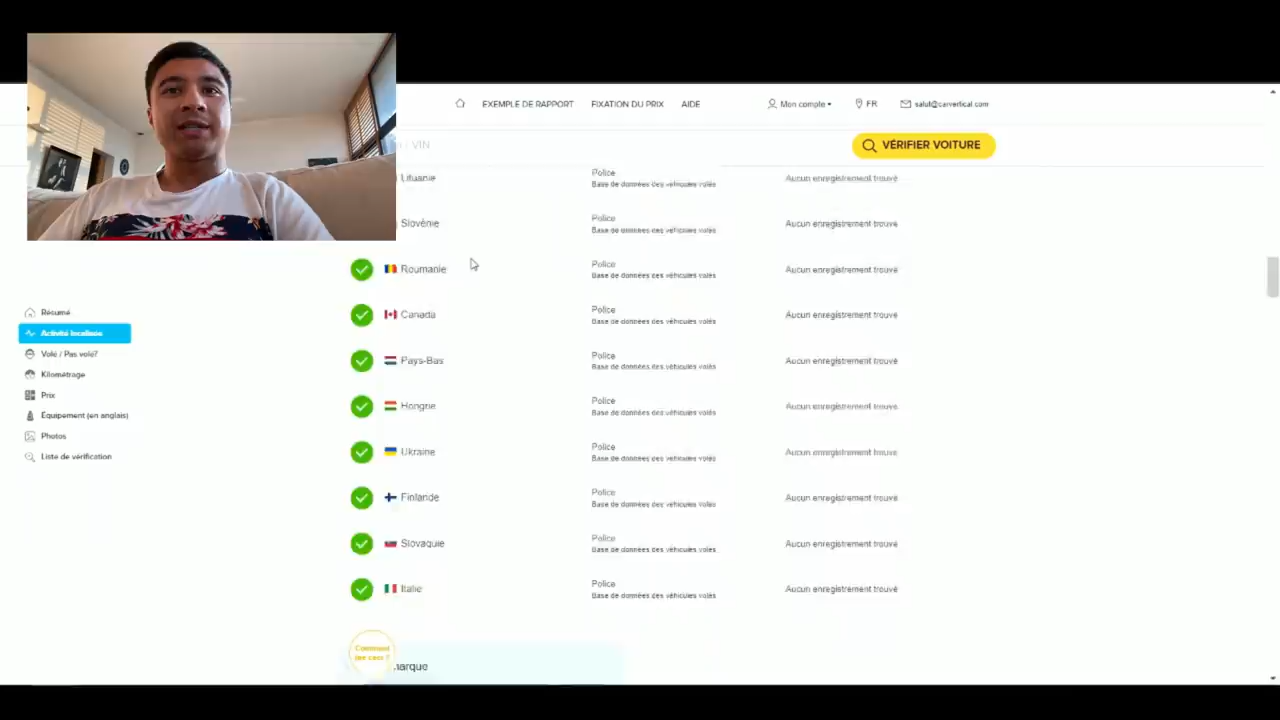 EXEMPLE DE RAPPORT FIXATION DU PRIX AIDE Mon compte FR salut@carvertical.com
/ VIN VÉRIFIER VOITURE
Lituanie Police Base de données des véhicules volés Aucun enregistrement trouvé
Slovénie Police Base de données des véhicules volés Aucun enregistrement trouvé
Roumanie Police Base de données des véhicules volés Aucun enregistrement trouvé
Résumé
Activité localisée
Volé / Pas volé?
Kilométrage
Prix
Équipement (en anglais)
Photos
Liste de vérification
Canada Police Base de données des véhicules volés Aucun enregistrement trouvé
Pays-Bas Police Base de données des véhicules volés Aucun enregistrement trouvé
Hongrie Police Base de données des véhicules volés Aucun enregistrement trouvé
Ukraine Police Base de données des véhicules volés Aucun enregistrement trouvé
Finlande Police Base de données des véhicules volés Aucun enregistrement trouvé
Slovaquie Police Base de données des véhicules volés Aucun enregistrement trouvé
Italie Police Base de données des véhicules volés Aucun enregistrement trouvé
Comment
marque